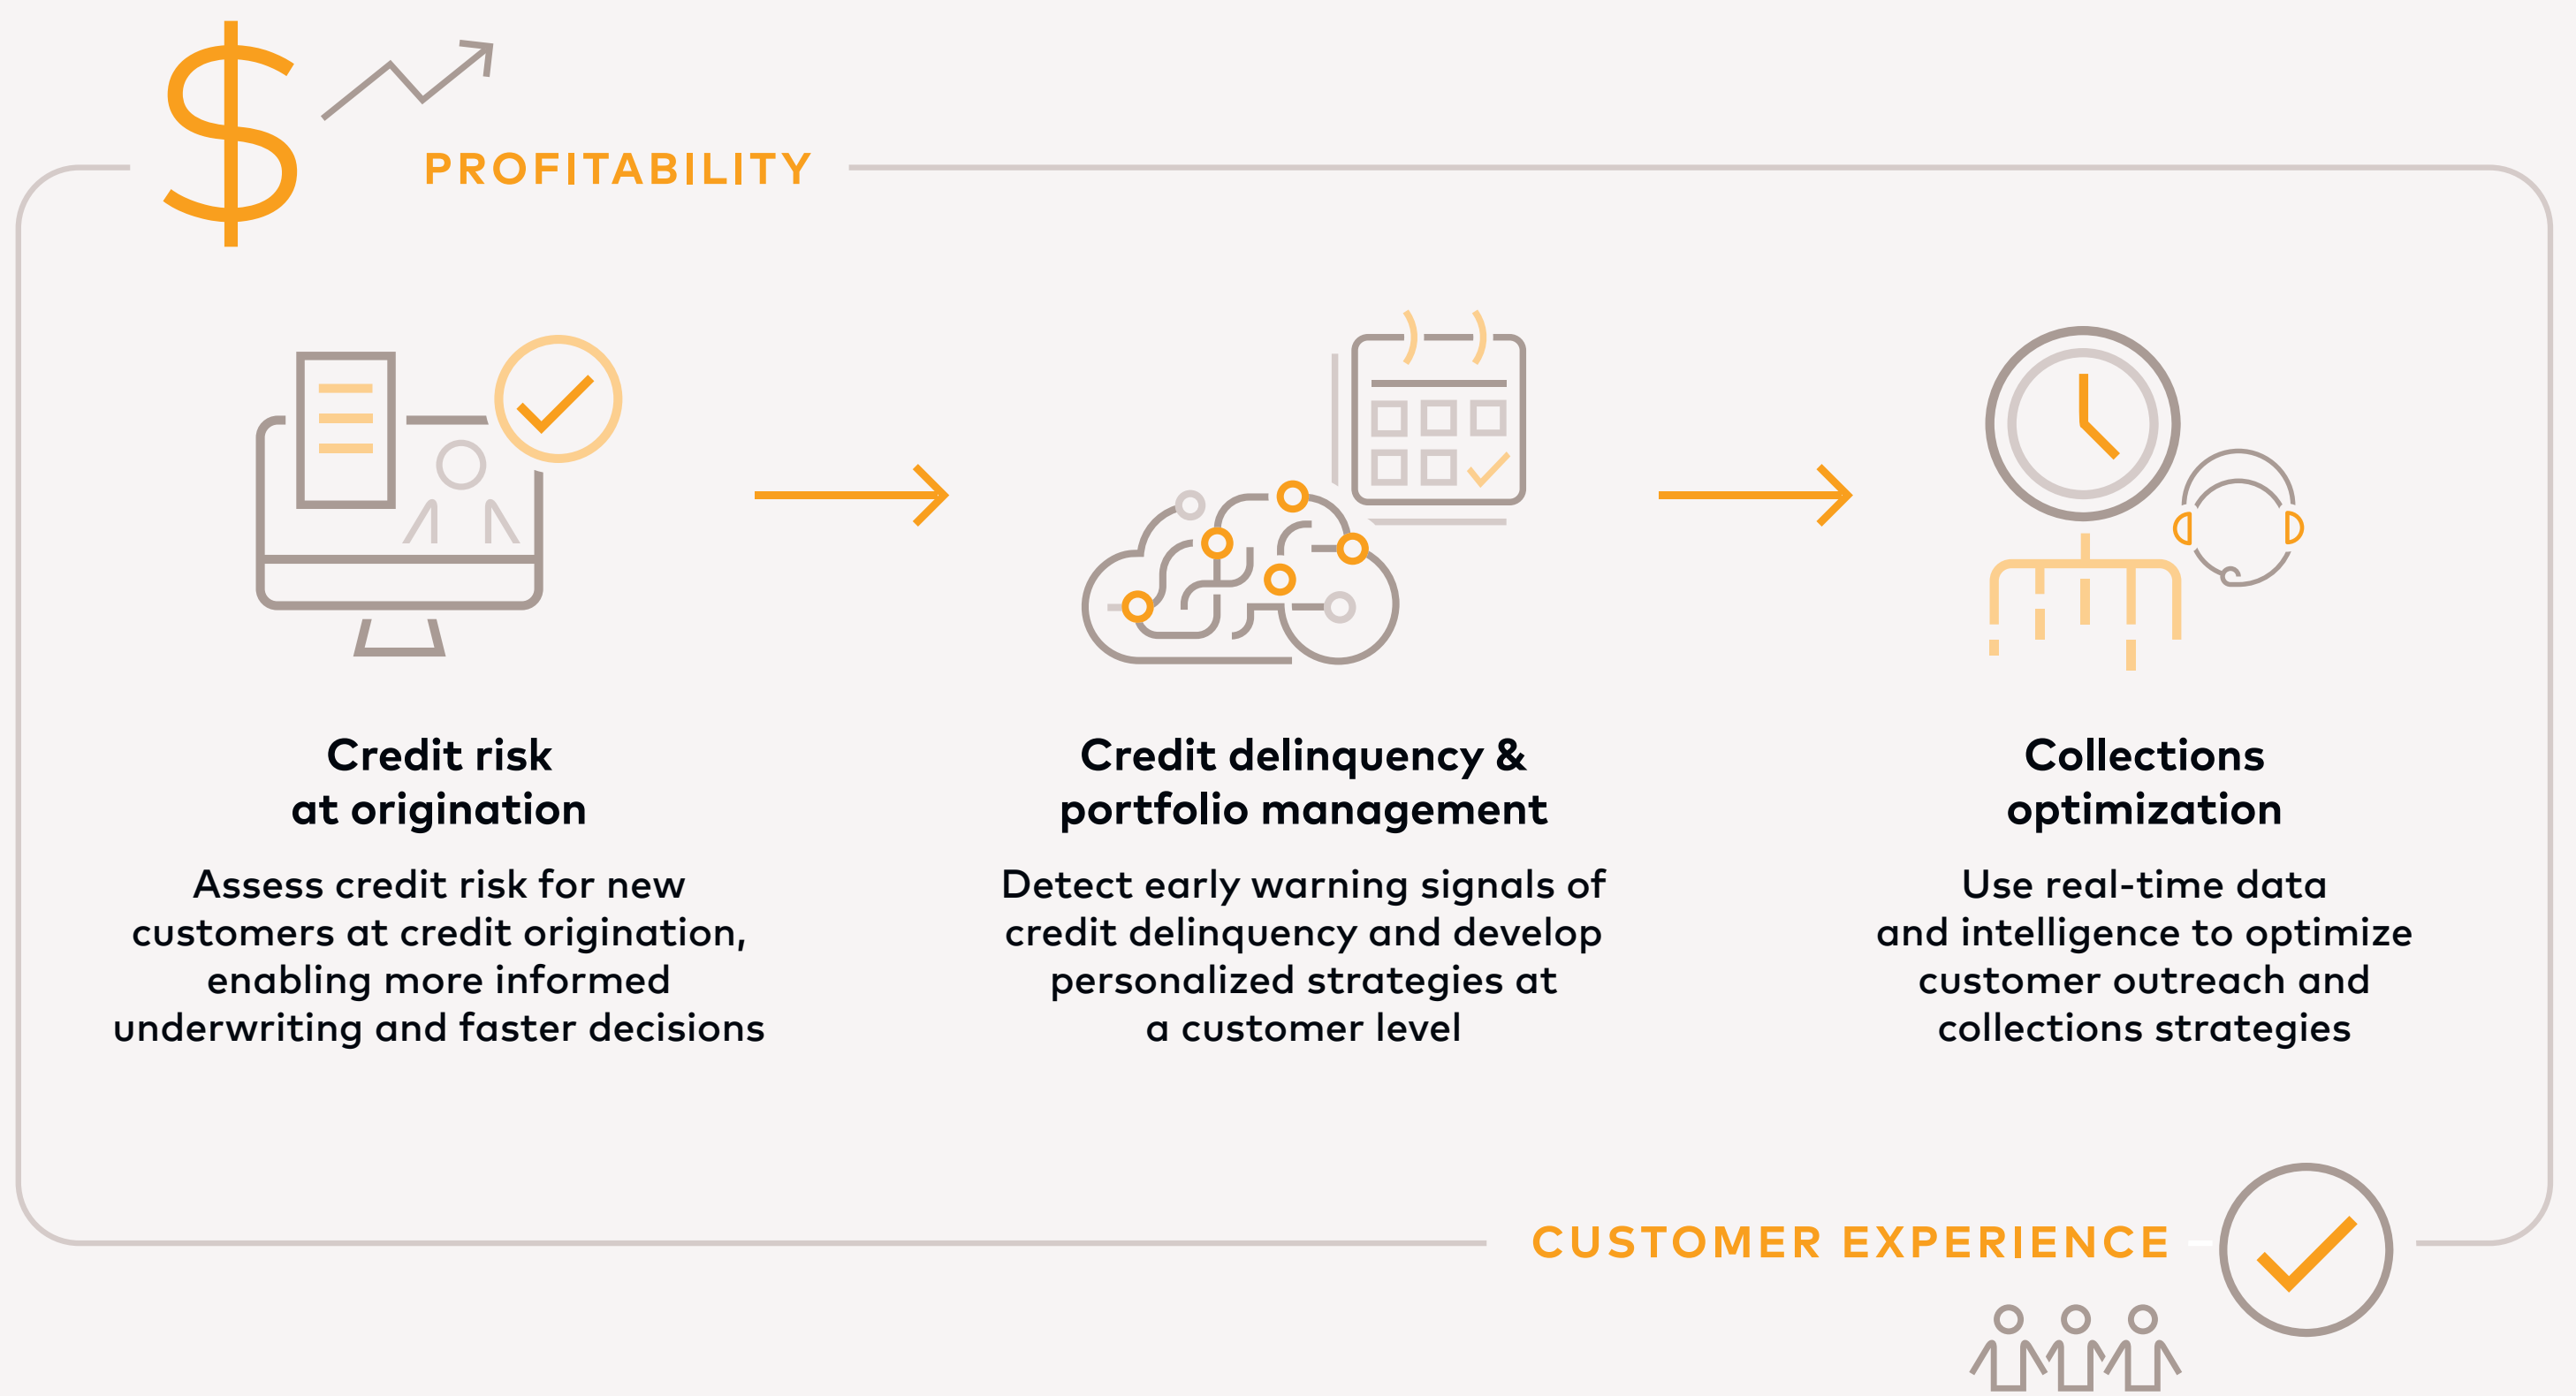 PROFITABILITY
Credit risk
at origination
Assess credit risk for new
customers at credit origination,
enabling more informed
underwriting and faster decisions
Credit delinquency &
portfolio management
Detect early warning signals of
credit delinquency and develop
personalized strategies at
a customer level
Collections
optimization
Use real-time data
and intelligence to optimize
customer outreach and
collections strategies
CUSTOMER EXPERIENCE